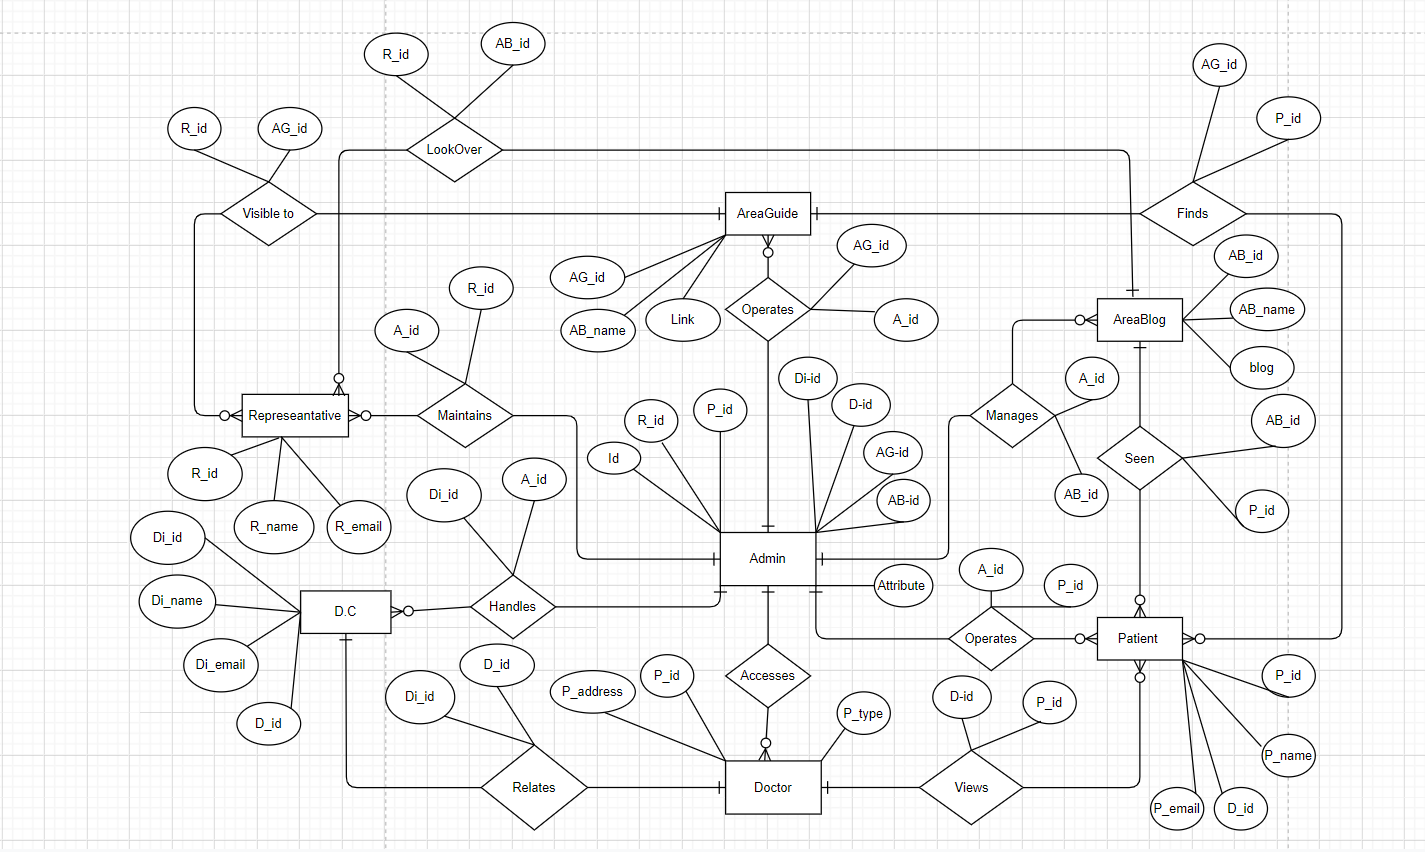 R_id
AB_id
AG_id
P_id
R_id
AG_id
LookOver
Visible to
AreaGuide
Finds
AG_id
AB_id
AG_id
R_id
AB_name
Link
Operates
A_id
AreaBlog
AB_name
A_id
AB_name
blog
Di-id
A_id
D-id
P_id
R_id
AB_id
Represeantative
Maintains
Manages
Id
AG-id
Seen
R_id
A_id
Di_id
AB-id
AB_id
P_id
R_name
R_email
Di_id
Admin
A_id
Attribute
P_id
Di_name
D.C
Handles
Operates
Patient
Di_email
D_id
Accesses
P_id
P_id
Di_id
P_address
D-id
P_id
D_id
P_type
P_name
Relates
Doctor
Views
P_email
D_id